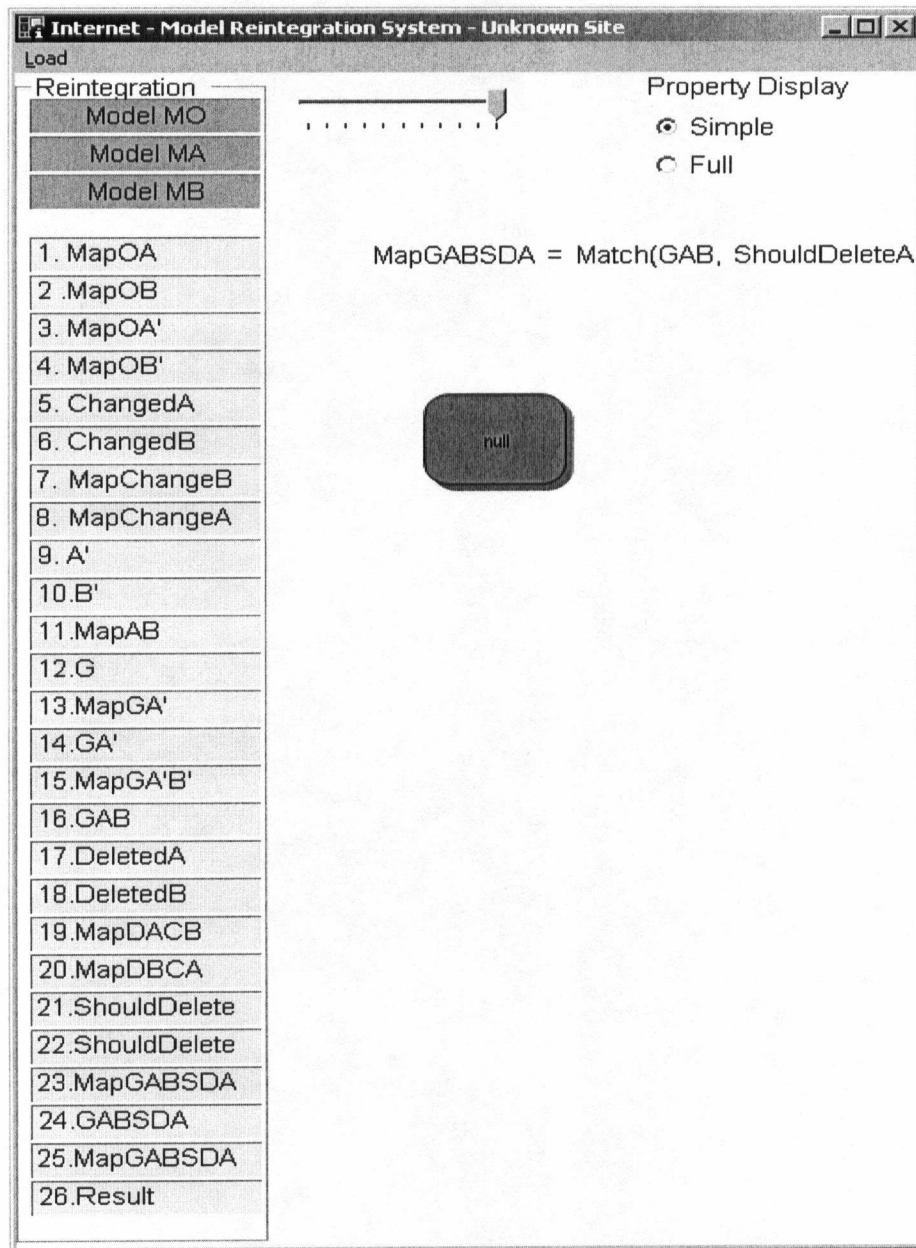 Internet - Model Reintegration System - Unknown Site
Load
Reintegration
Model MO
Model MA
Model MB
Property Display
Simple
Full
MapGABSDA = Match(GAB, ShouldDeleteA
null
1. MapOA
2 .MapOB
3. MapOA'
4. MapOB'
5. ChangedA
6. ChangedB
7. MapChangeB
8. MapChangeA
9. A'
10.B'
11.MapAB
12.G
13.MapGA'
14.GA'
15.MapGA'B'
16.GAB
17.DeletedA
18.DeletedB
19.MapDACB
20.MapDBCA
21.ShouldDelete
22.ShouldDelete
23.MapGABSDA
24.GABSDA
25.MapGABSDA
26.Result